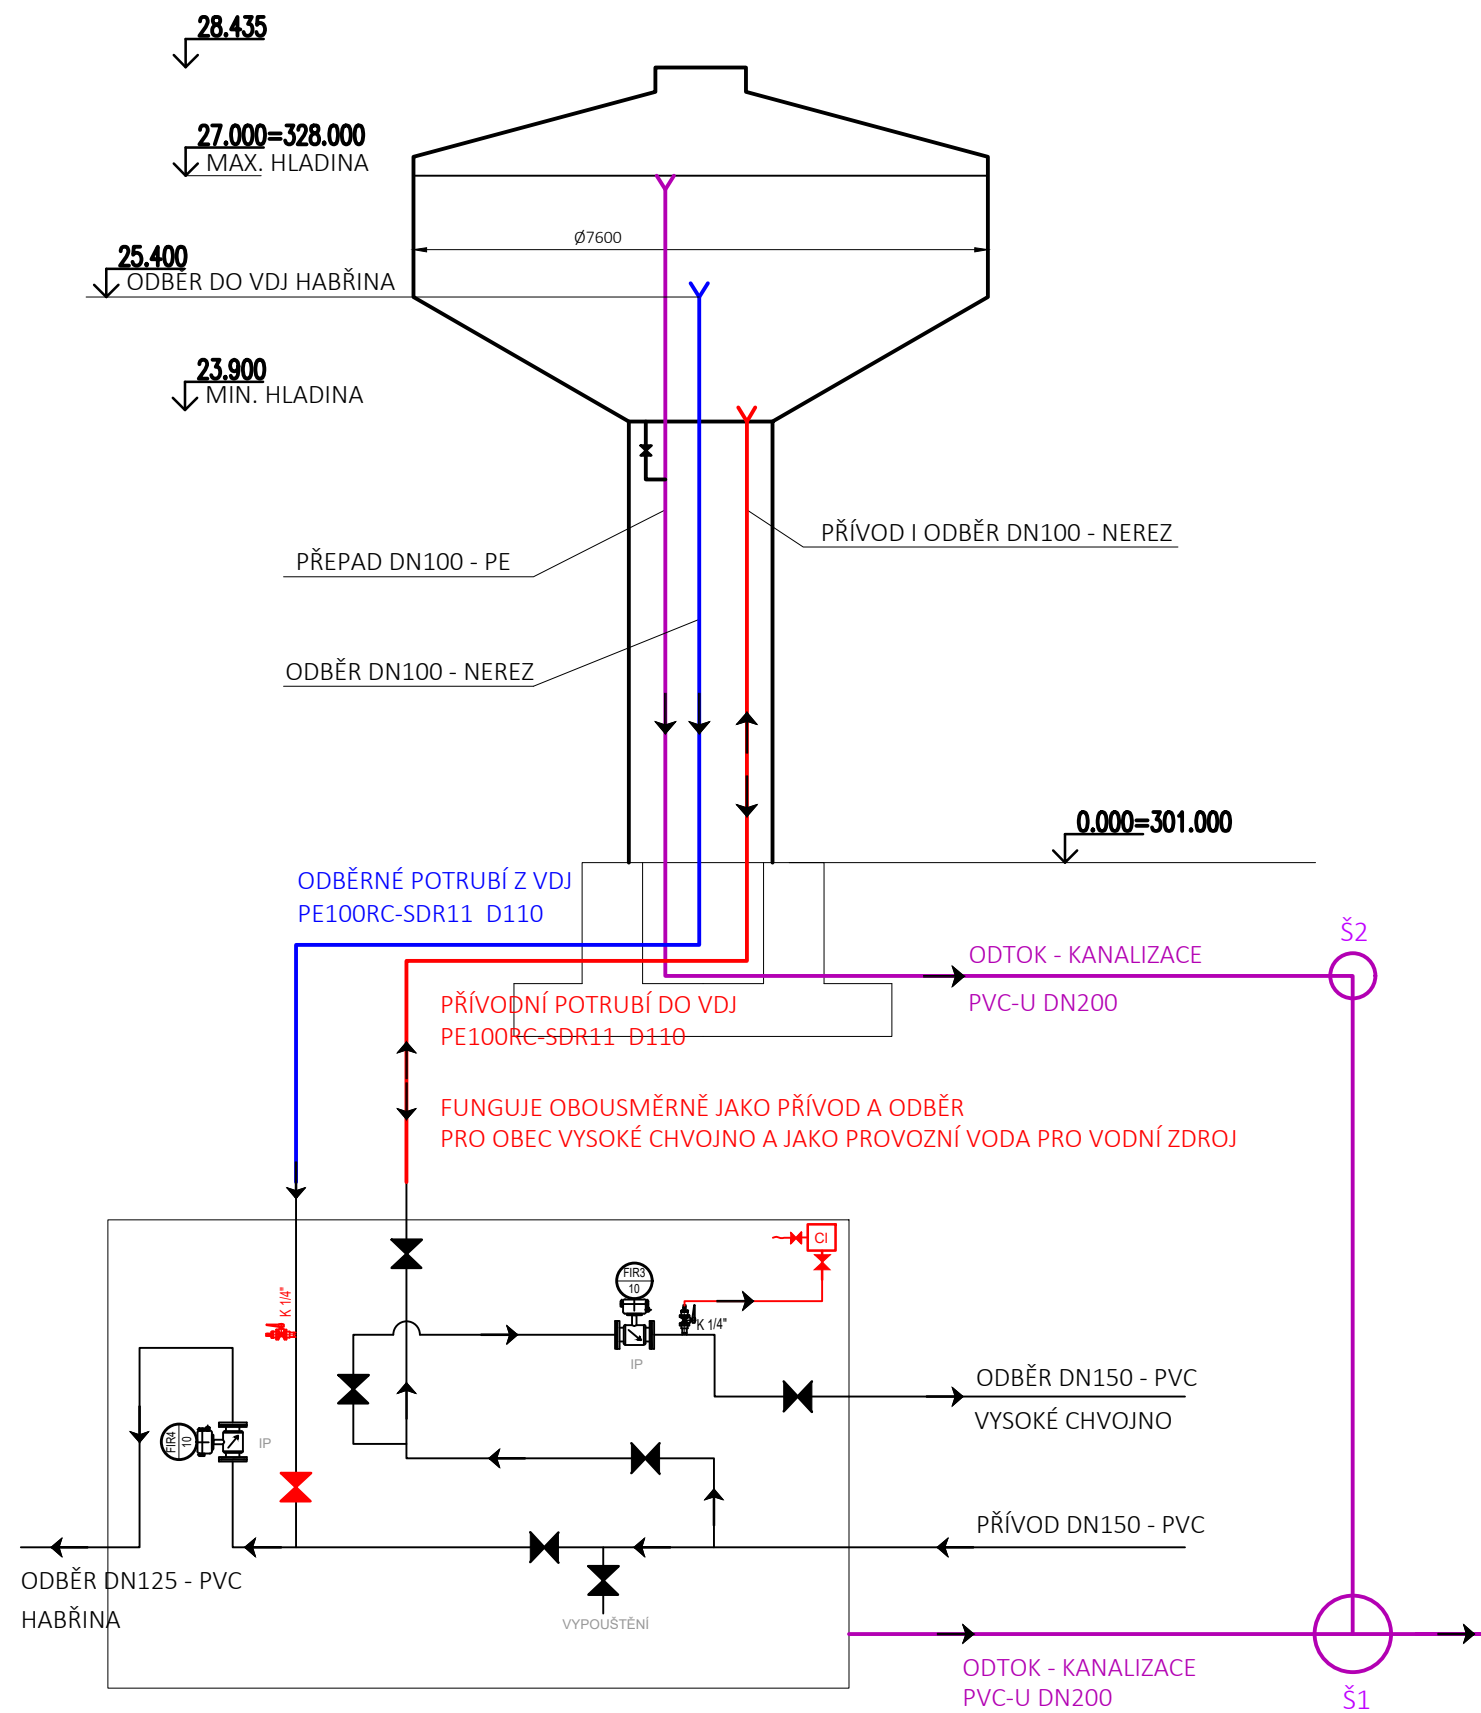 28.435
27.000=328.000
MAX. HLADINA
Ø7600
25.400
ODBĚR DO VDJ HABŘINA
23.900
MIN. HLADINA
PŘÍVOD I ODBĚR DN100 - NEREZ
PŘEPAD DN100 - PE
ODBĚR DN100 - NEREZ
0.000=301.000
ODBĚRNÉ POTRUBÍ Z VDJ
PE100RC-SDR11 D110
Š2
ODTOK - KANALIZACE
PVC-U DN200
PŘÍVODNÍ POTRUBÍ DO VDJ
PE100RC-SDR11 D110
FUNGUJE OBOUSMĚRNĚ JAKO PŘÍVOD A ODBĚR
PRO OBEC VYSOKÉ CHVOJNO A JAKO PROVOZNÍ VODA PRO VODNÍ ZDROJ
Cl
FIR3
10
K 1/4"
K 1/4"
IP
ODBĚR DN150 - PVC
VYSOKÉ CHVOJNO
FIR4
10
IP
PŘÍVOD DN150 - PVC
ODBĚR DN125 - PVC
HABŘINA
VYPOUŠTĚNÍ
ODTOK - KANALIZACE
PVC-U DN200
Š1